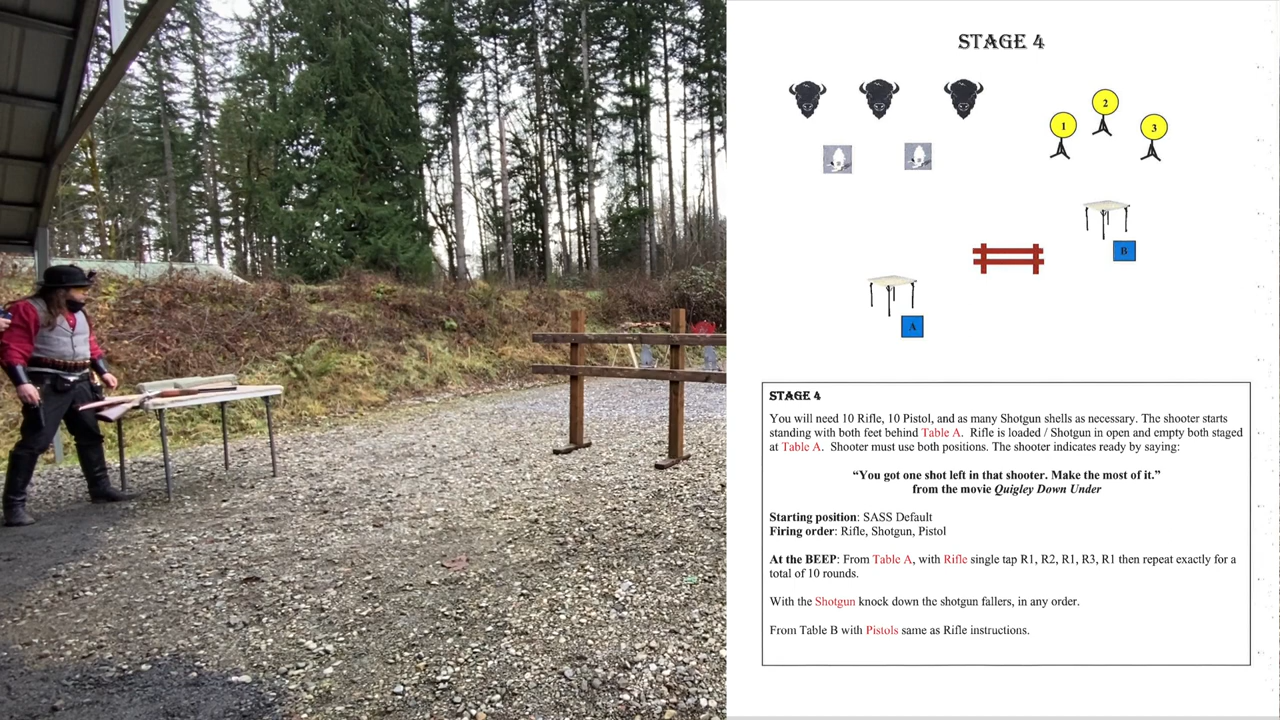 STAGE 4
1
2
3
B
A
STAGE 4
You will need 10 Rifle, 10 Pistol, and as many Shotgun shells as necessary. The shooter starts
standing with both feet behind Table A. Rifle is loaded / Shotgun in open and empty both staged
at Table A. Shooter must use both positions. The shooter indicates ready by saying:
“You got one shot left in that shooter. Make the most of it.”
from the movie Quigley Down Under
Starting position: SASS Default
Firing order: Rifle, Shotgun, Pistol
At the BEEP: From Table A, with Rifle single tap R1, R2, R1, R3, R1 then repeat exactly for a
total of 10 rounds.
With the Shotgun knock down the shotgun fallers, in any order.
From Table B with Pistols same as Rifle instructions.